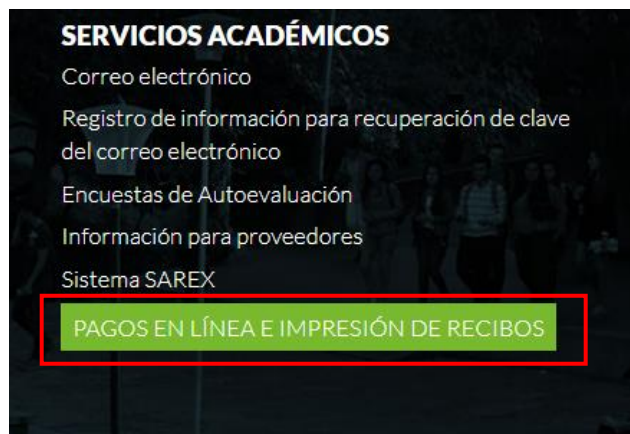 SERVICIOS ACADÉMICOS
Correo electrónico
Registro de información para recuperación de clave
del correo electrónico
Encuestas de Autoevaluación
Información para proveedores
Sistema SAREX
PAGOS EN LÍNEA E IMPRESIÓN DE RECIBOS